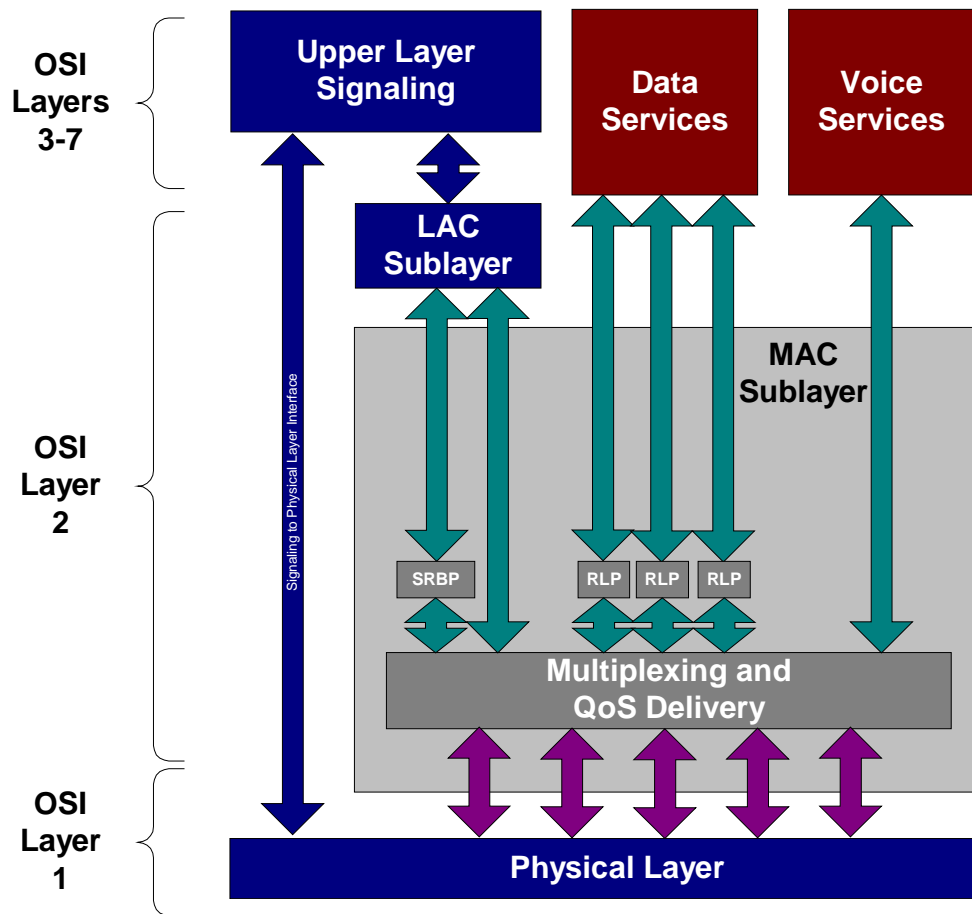 OSI
Layers
3-7
Upper Layer
Signaling
Data
Services
Voice
Services
LAC
Sublayer
MAC
Sublayer
OSI
Layer
2
Signaling to Physical Layer Interface
SRBP
RLP
RLP
RLP
Multiplexing and
QoS Delivery
OSI
Layer
1
Physical Layer